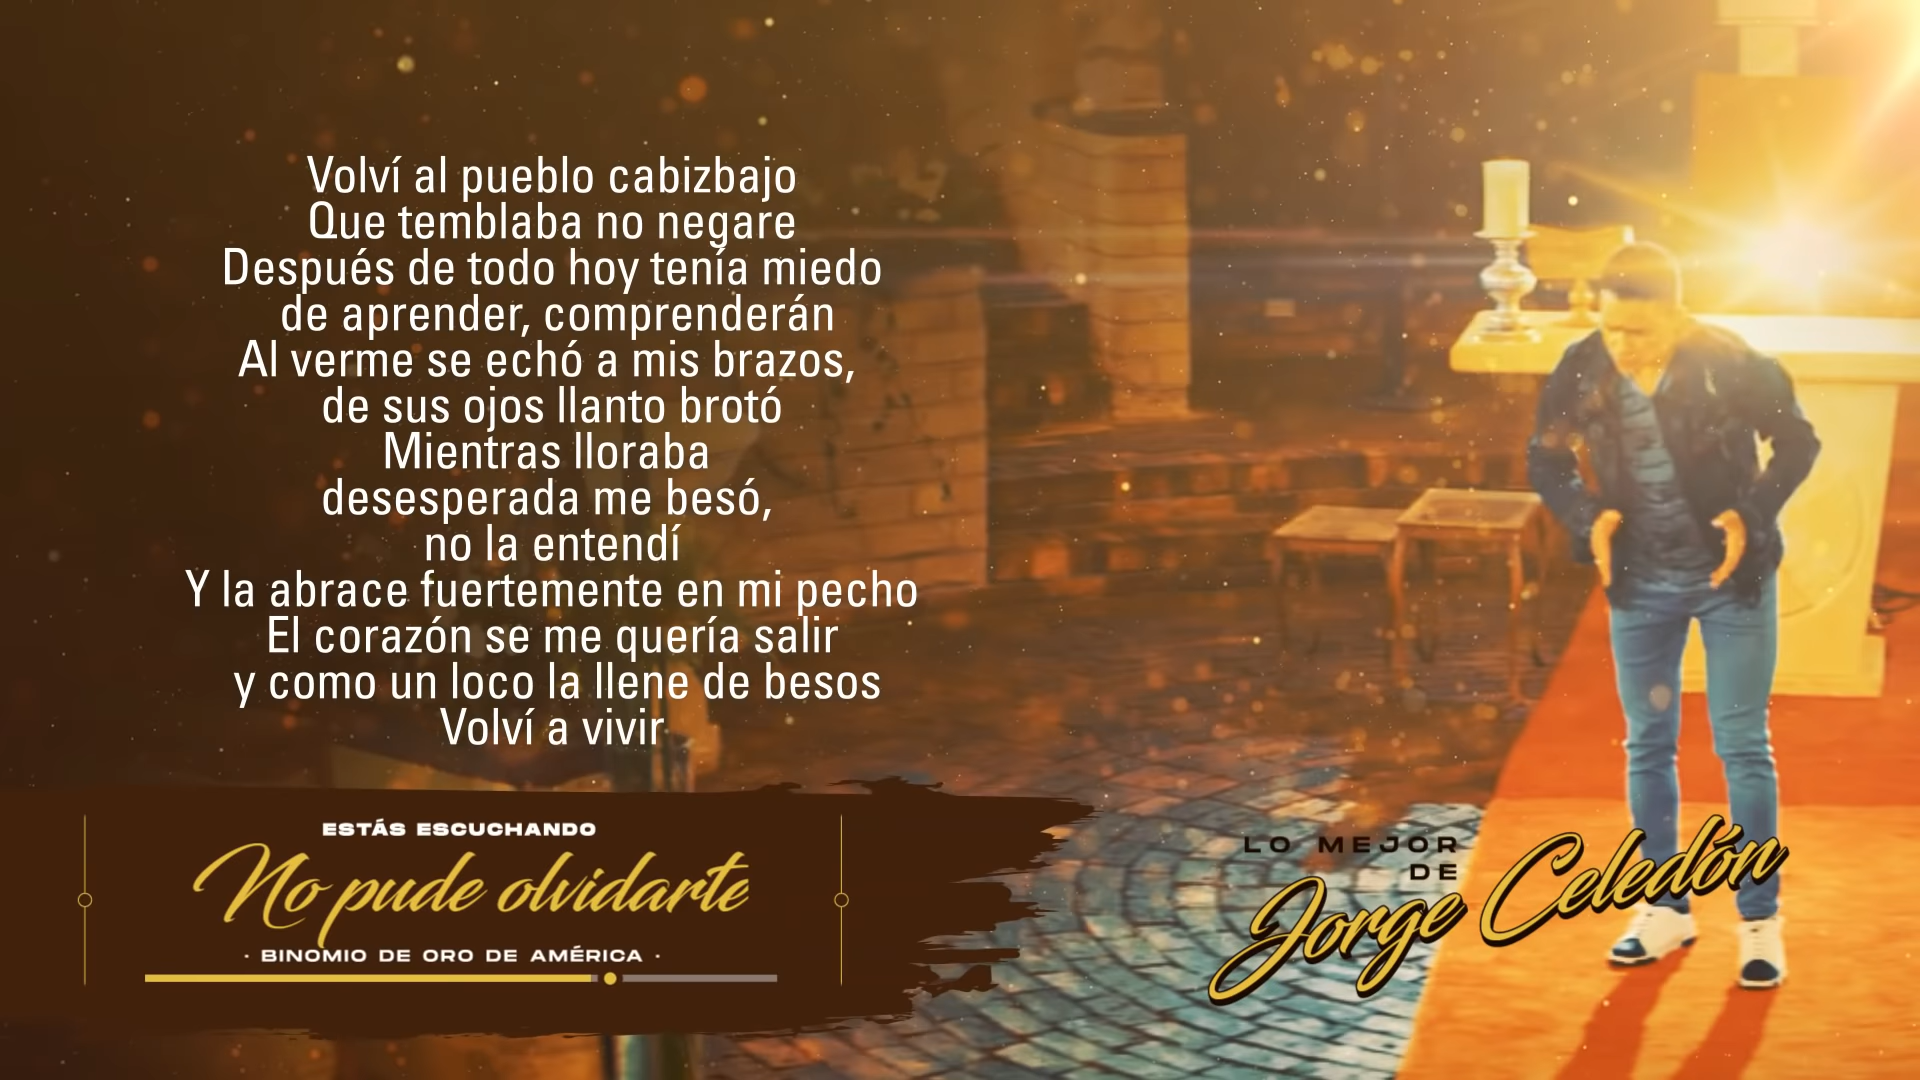 Volví al pueblo cabizbajo
Que temblaba no negare
Después de todo hoy tenía miedo
de aprender, comprenderán
Al verme se echó a mis brazos,
de sus ojos llanto brotó
Mientras lloraba
desesperada me besó,
no la entendí
Y la abrace fuertemente en mi pecho
El corazón se me quería salir
y como un loco la llene de besos
Volví a vivir
ESTÁS ESCUCHANDO
No pude olvidarte
· BINOMIO DE ORO DE AMÉRICA ·
LO MEJOR
DE
Jorge Celedón